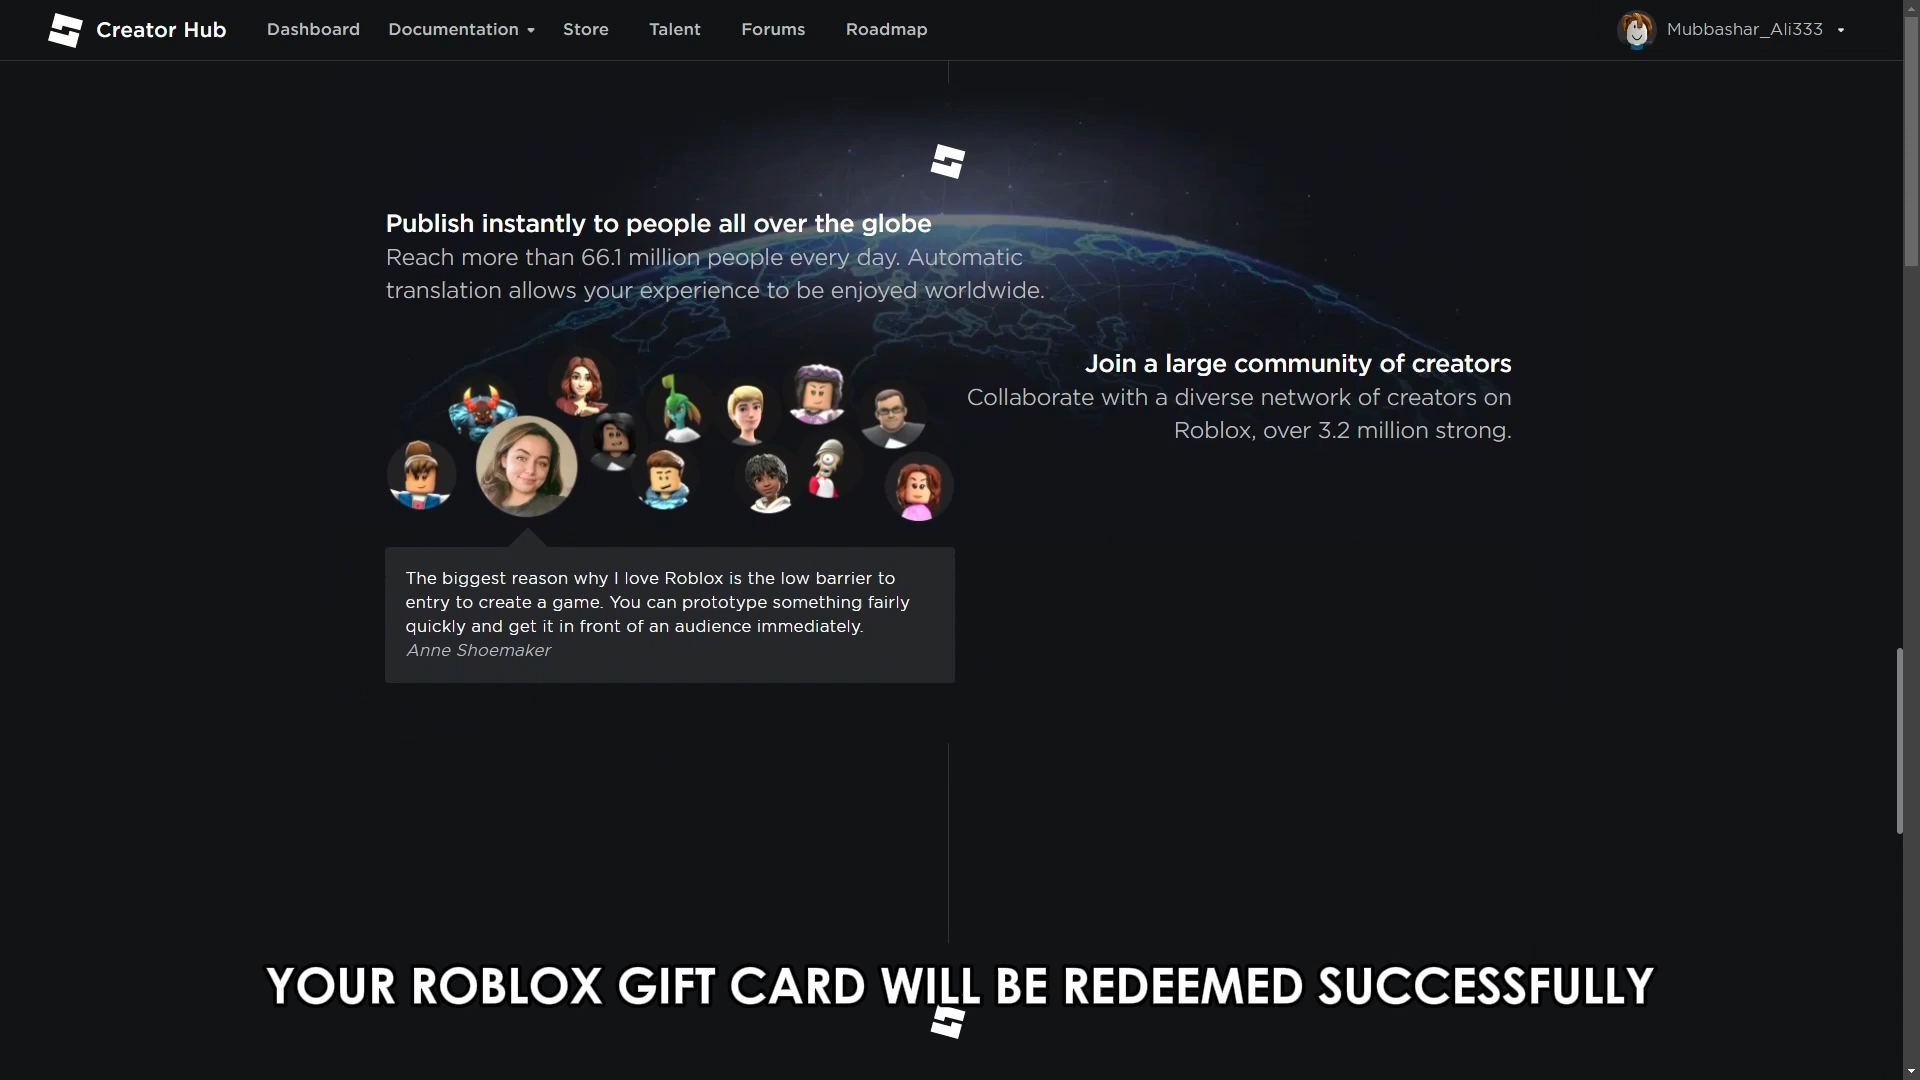 Creator Hub
Dashboard
Documentation
Store
Talent
Forums
Roadmap
Mubbashar_Ali333
Publish instantly to people all over the globe
Reach more than 66.1 million people every day. Automatic
translation allows your experience to be enjoyed worldwide.
Join a large community of creators
Collaborate with a diverse network of creators on
Roblox, over 3.2 million strong.
The biggest reason why I love Roblox is the low barrier to
entry to create a game. You can prototype something fairly
quickly and get it in front of an audience immediately.
Anne Shoemaker
YOUR ROBLOX GIFT CARD WILL BE REDEEMED SUCCESSFULLY